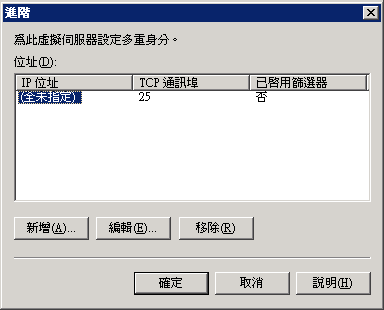 進階
為此虛擬伺服器設定多重身分。
位址(D):
IP 位址 TCP 通訊埠 已啓用篩選器
(全未指定) 25 否
新增(A)... 編輯(E)... 移除(R)
確定 取消 說明(H)